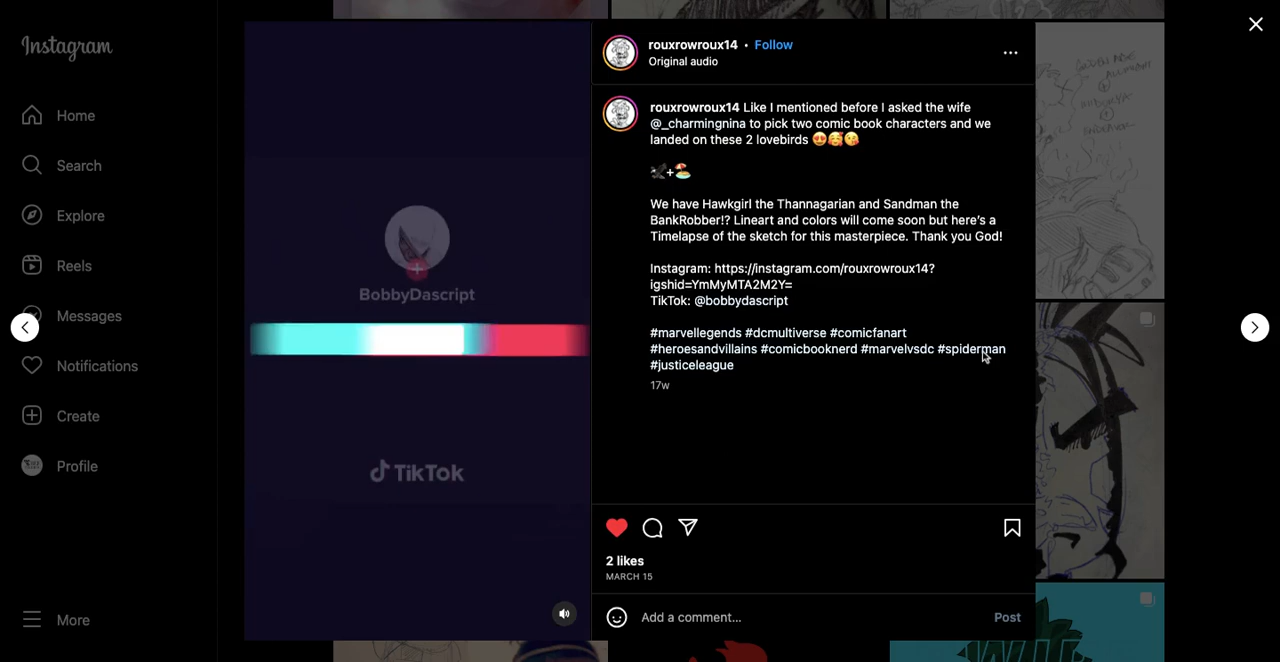 Instagram
Home
Search
Explore
Reels
Messages
Notifications
Create
Profile
More
BobbyDascript
TikTok
rouxrowroux14 • Follow
Original audio
rouxrowroux14 Like I mentioned before I asked the wife
@_charmingnina to pick two comic book characters and we
landed on these 2 lovebirds 😍🥰😘
🐦‍⬛+🏖️
We have Hawkgirl the Thannagarian and Sandman the
BankRobber!? Lineart and colors will come soon but here’s a
Timelapse of the sketch for this masterpiece. Thank you God!
Instagram: https://instagram.com/rouxrowroux14?
igshid=YmMyMTA2M2Y=
TikTok: @bobbydascript
#marvellegends #dcmultiverse #comicfanart
#heroesandvillains #comicbooknerd #marvelvsdc #spiderman
#justiceleague
17w
2 likes
MARCH 15
Add a comment...
Post